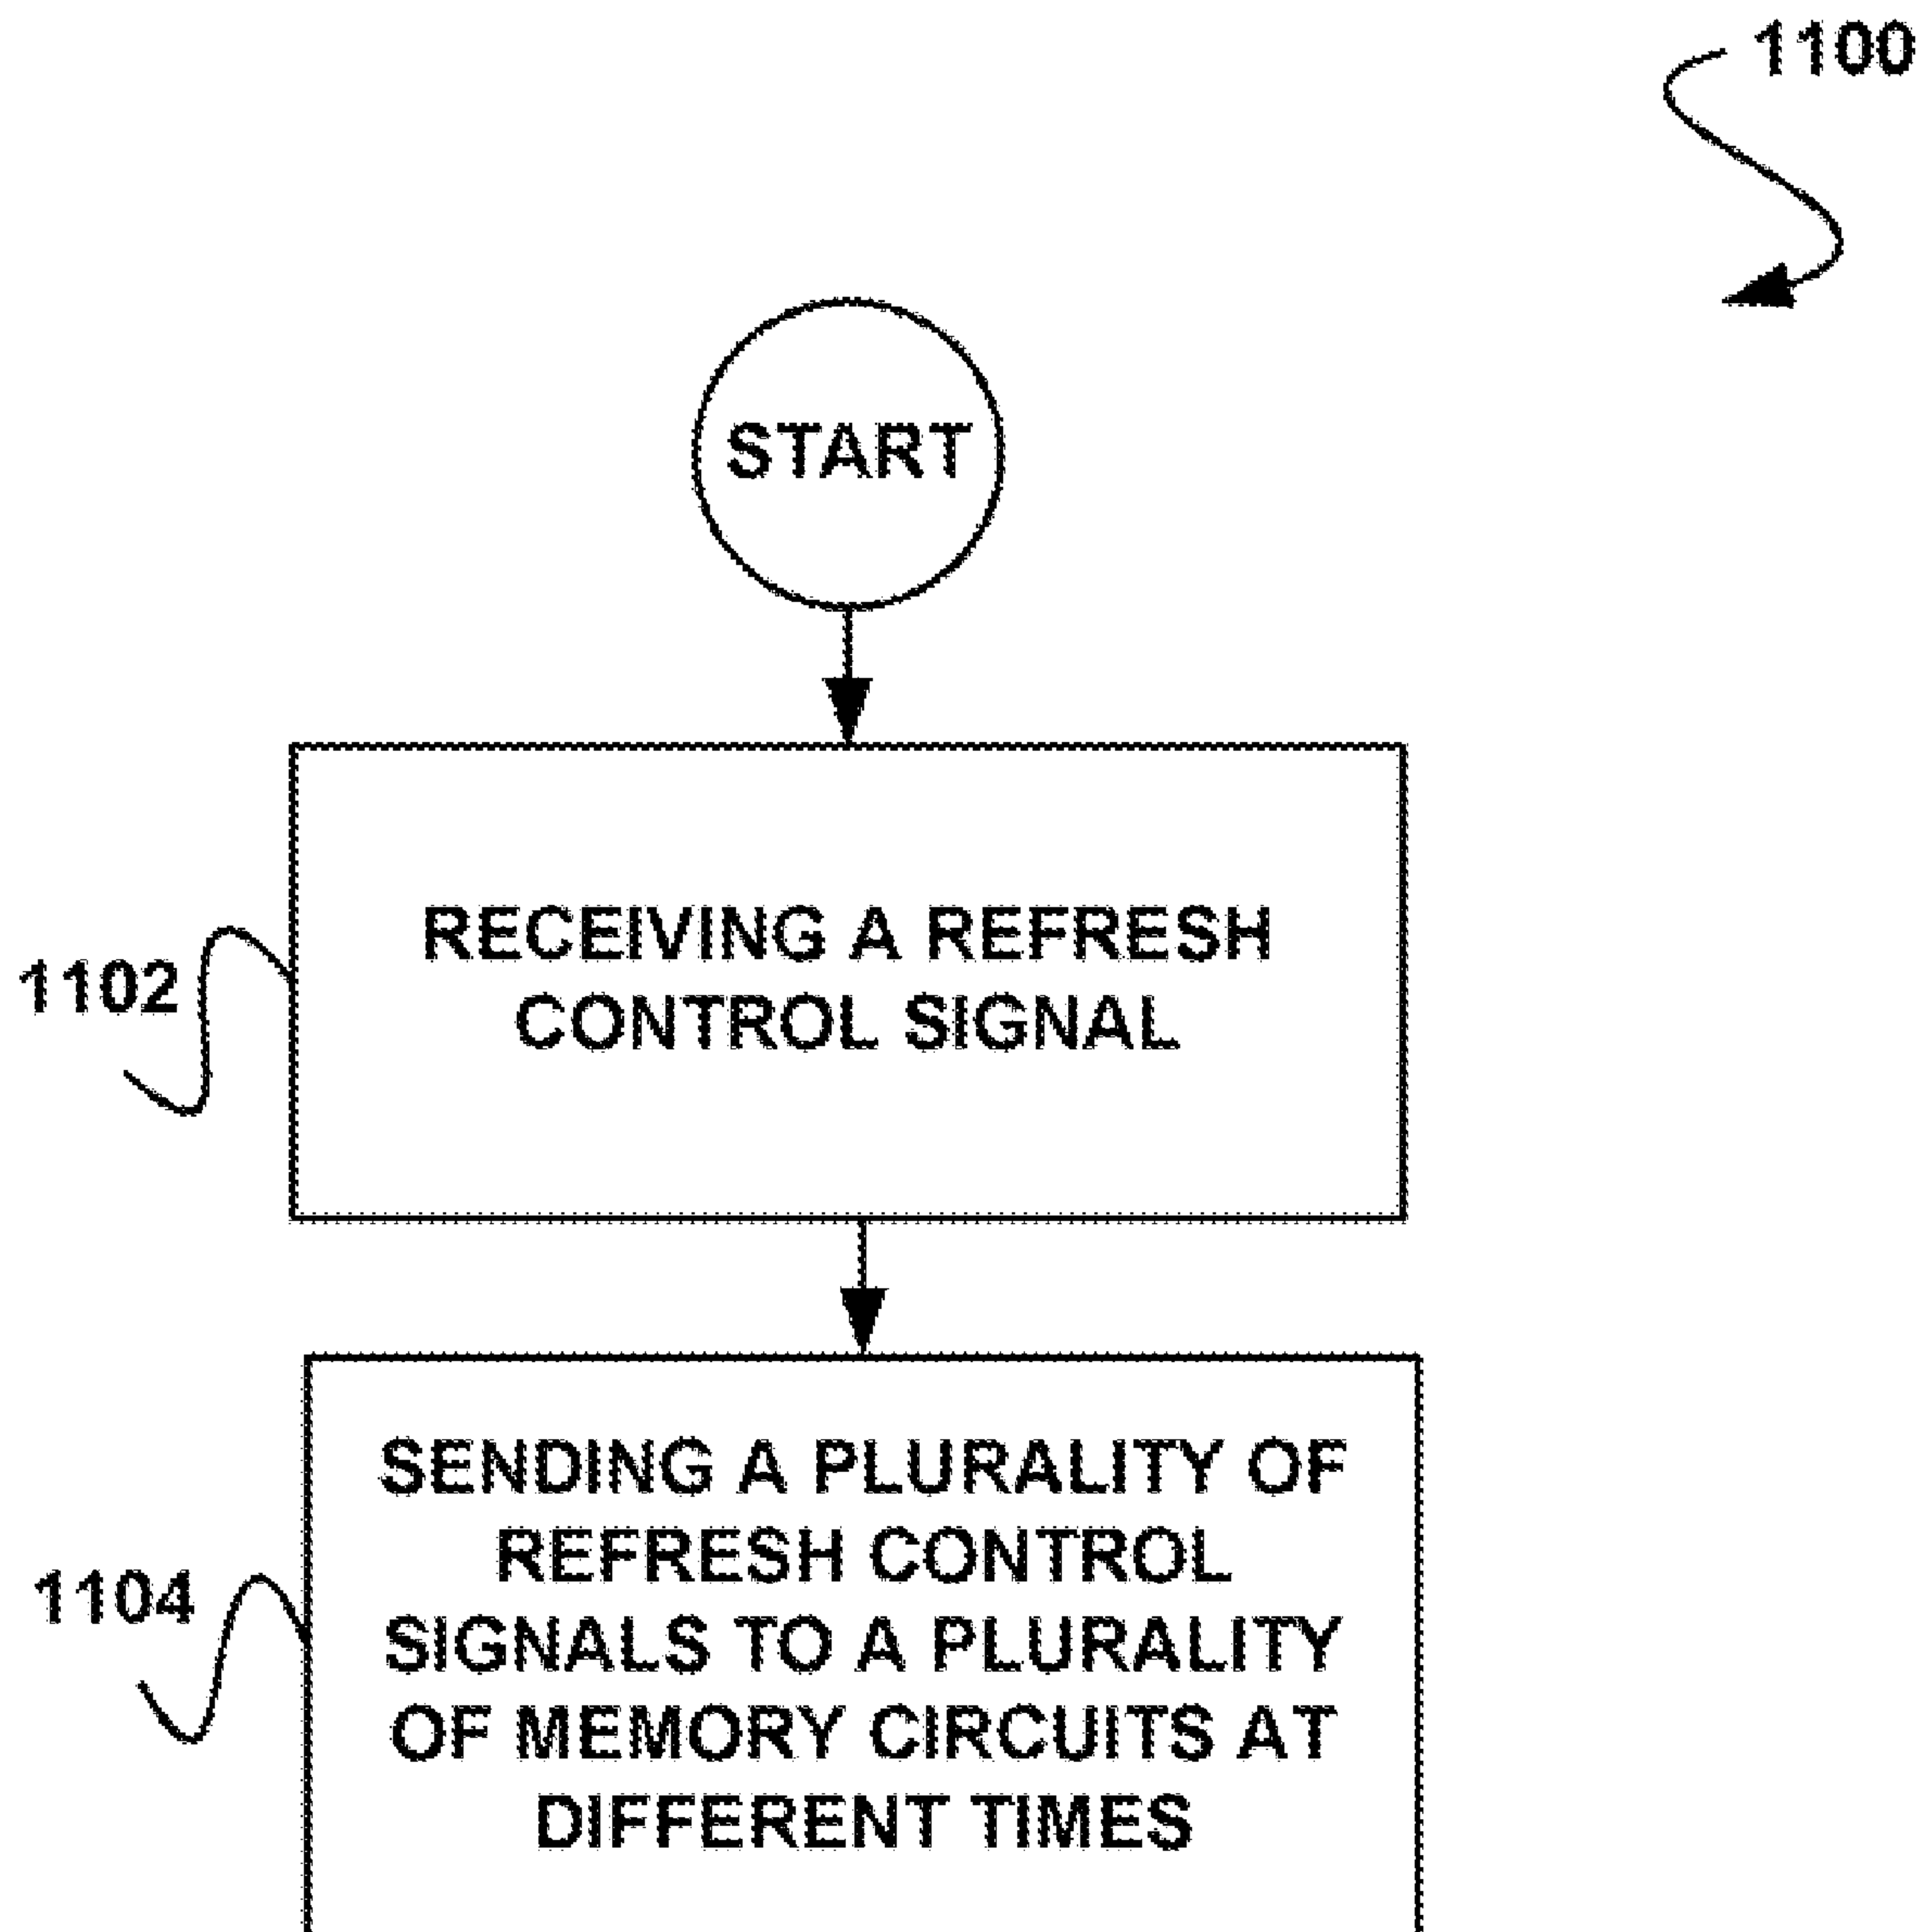 1100
START
RECEIVING A REFRESH
CONTROL SIGNAL
1102
SENDING A PLURALITY OF
REFRESH CONTROL
SIGNALS TO A PLURALITY
OF MEMORY CIRCUITS AT
DIFFERENT TIMES
1104